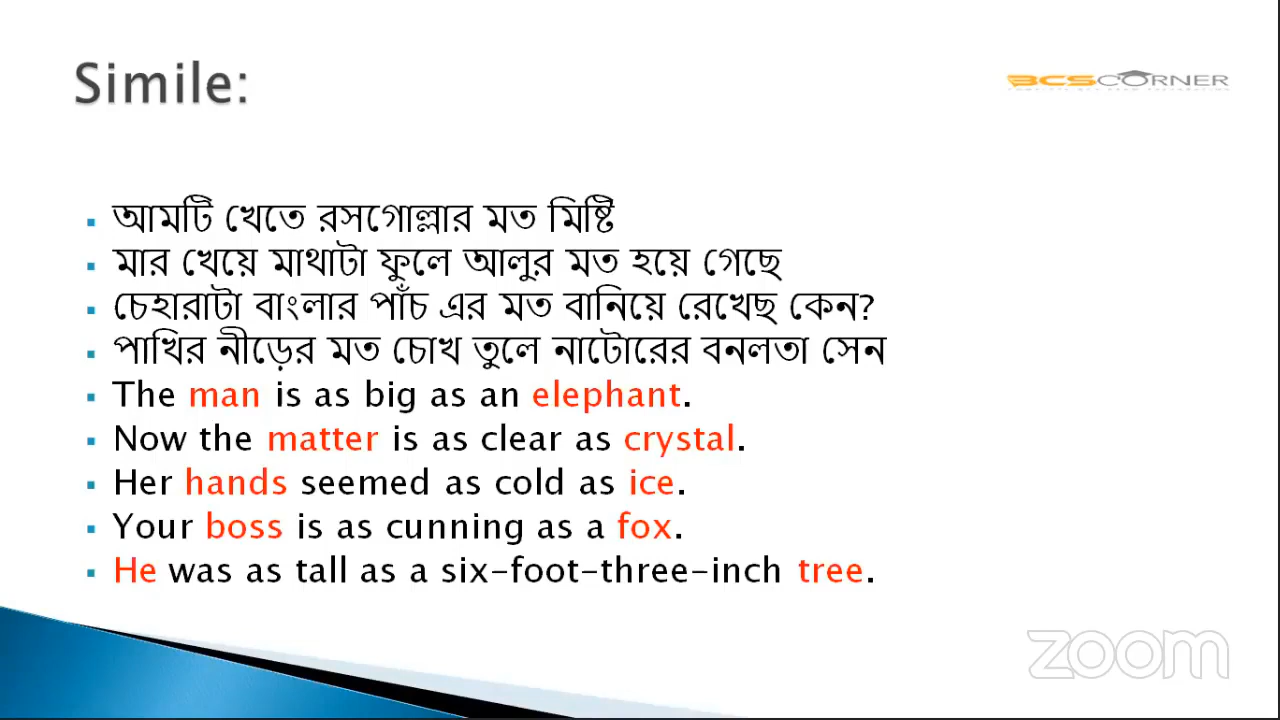 Simile:
BCS CORNER
▪ আমটি খেতে রসগোল্লার মত মিষ্টি
▪ মার খেয়ে মাথাটা ফুলে আলুর মত হয়ে গেছে
▪ চেহারাটা বাংলার পাঁচ এর মত বানিয়ে রেখেছ কেন?
▪ পাখির নীড়ের মত চোখ তুলে নাটোরের বনলতা সেন
▪ The man is as big as an elephant.
▪ Now the matter is as clear as crystal.
▪ Her hands seemed as cold as ice.
▪ Your boss is as cunning as a fox.
▪ He was as tall as a six-foot-three-inch tree.
zoom